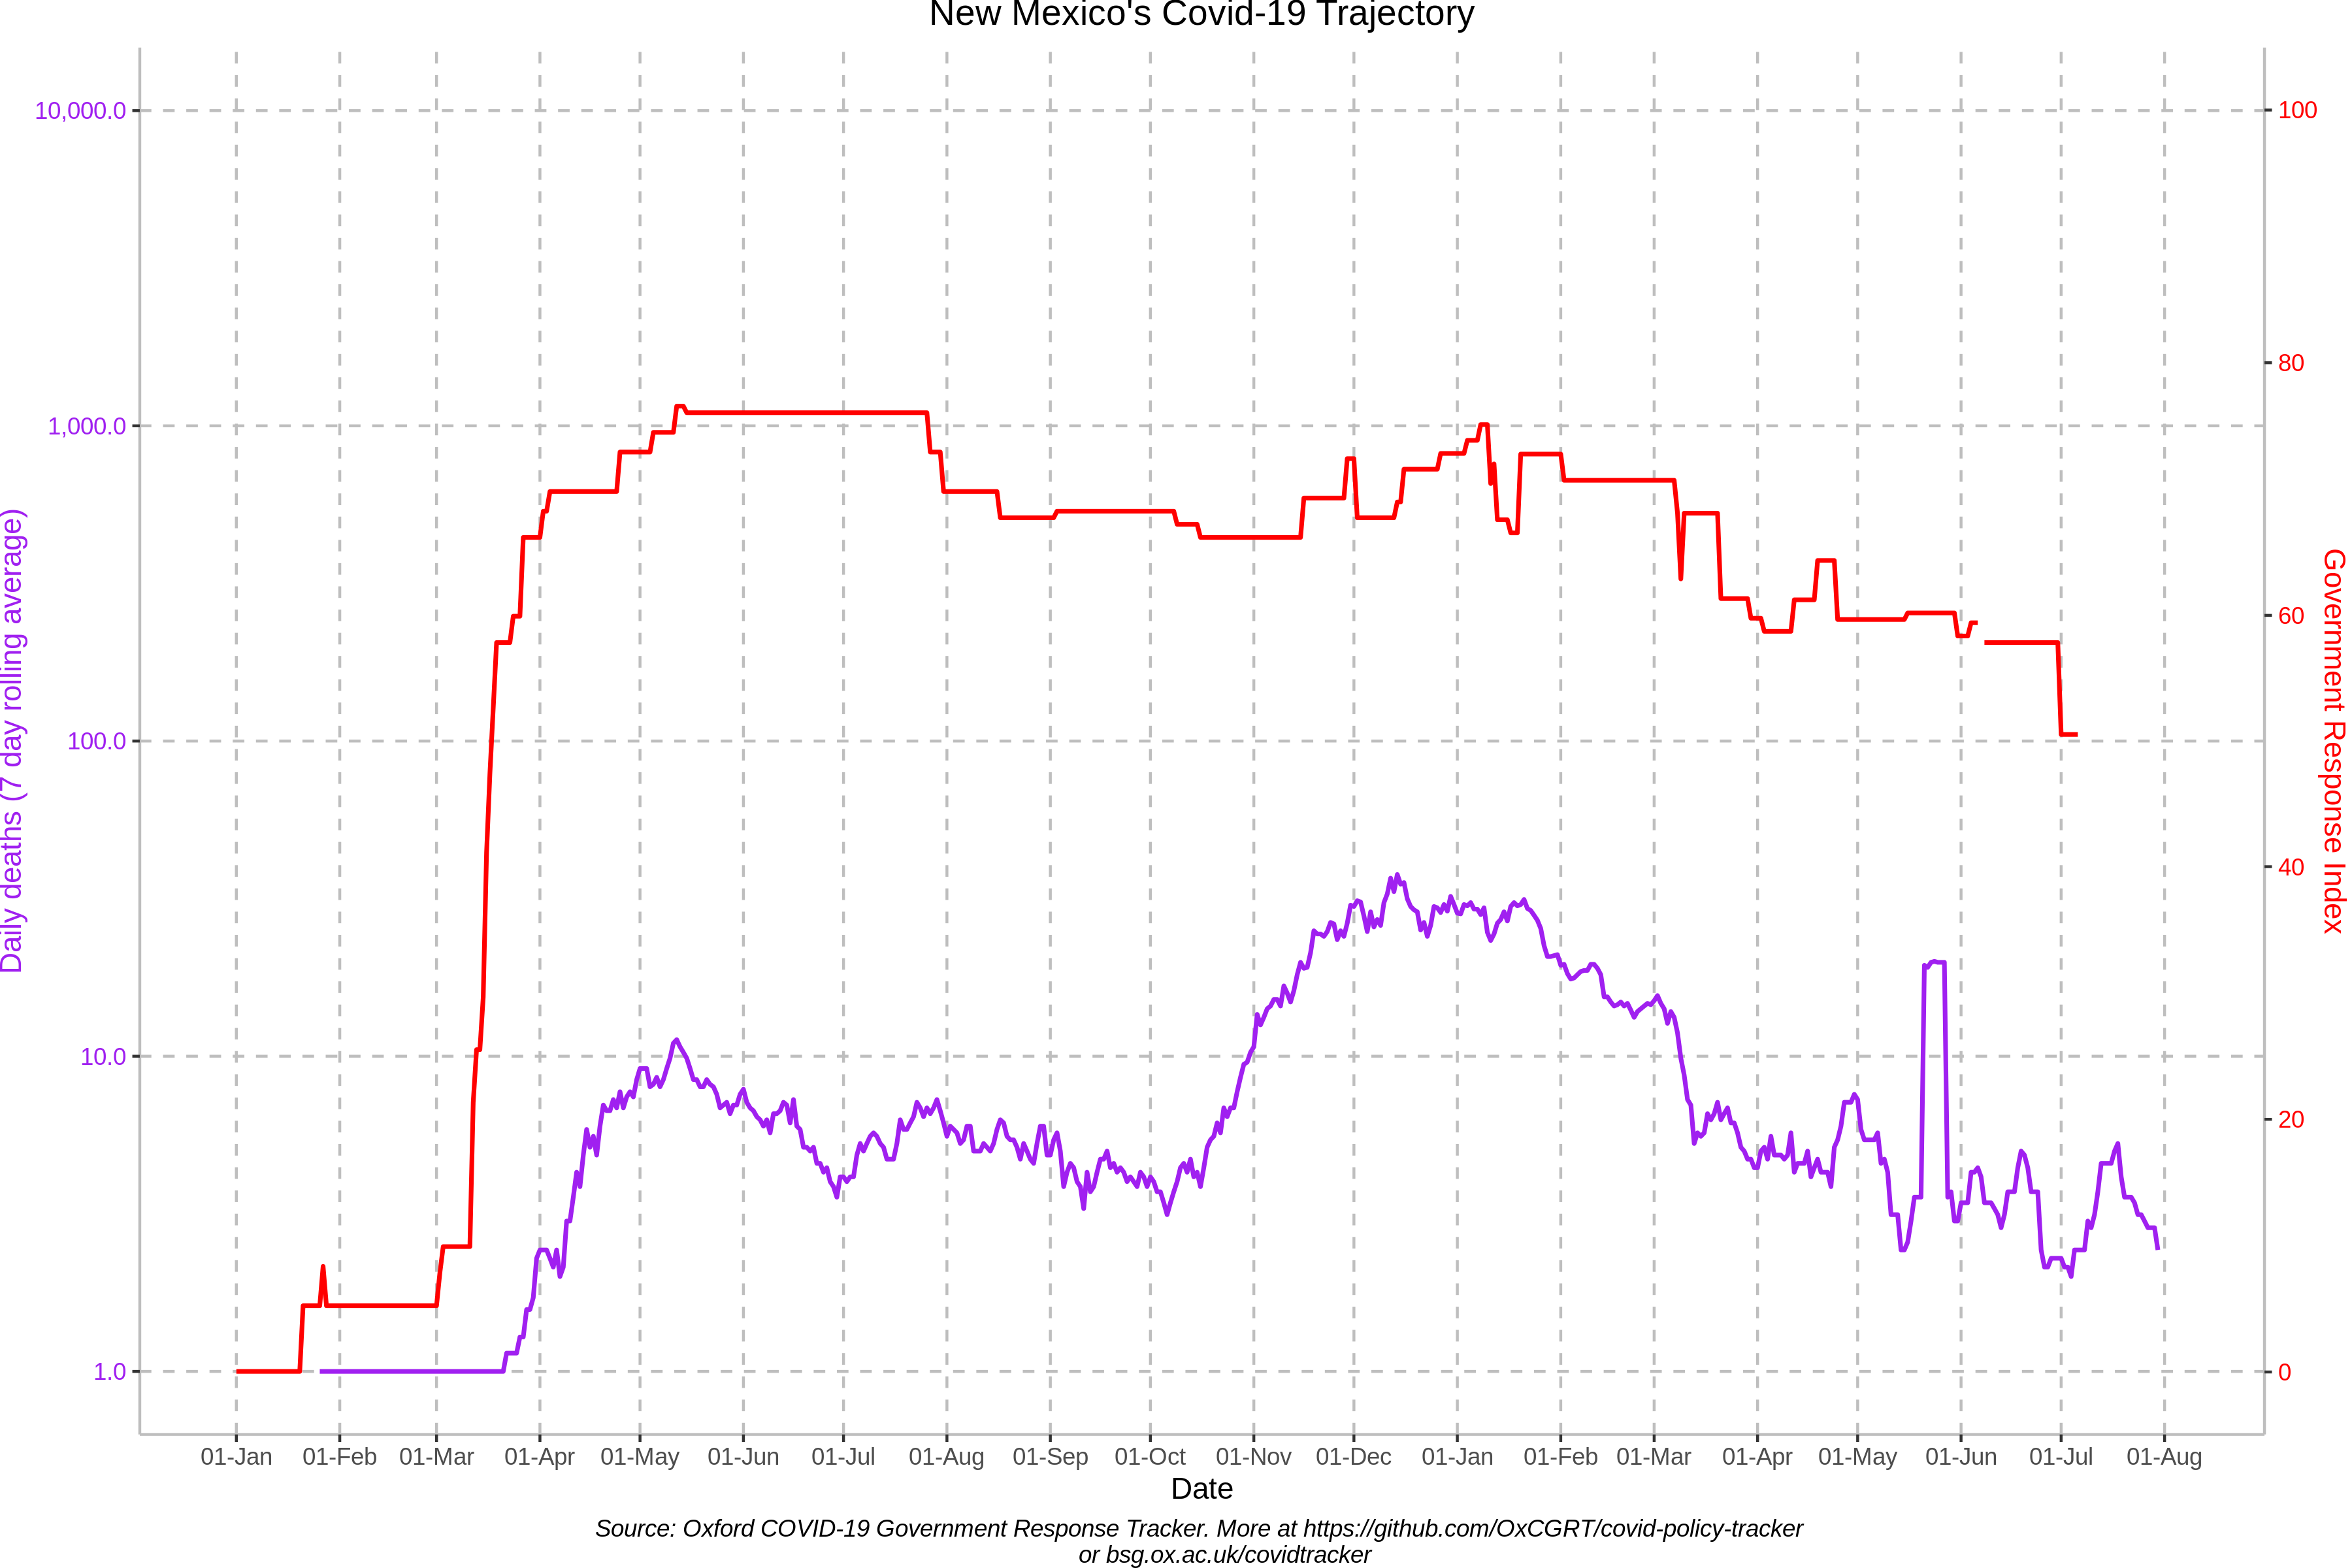 New Mexico's Covid-19 Trajectory
10,000.0
1,000.0
100.0
10.0
1.0
Daily deaths (7 day rolling average)
100
80
60
40
20
0
Government Response Index
01-Jan 01-Feb 01-Mar 01-Apr 01-May 01-Jun 01-Jul 01-Aug 01-Sep 01-Oct 01-Nov 01-Dec 01-Jan 01-Feb 01-Mar 01-Apr 01-May 01-Jun 01-Jul 01-Aug
Date
Source: Oxford COVID-19 Government Response Tracker. More at https://github.com/OxCGRT/covid-policy-tracker
or bsg.ox.ac.uk/covidtracker